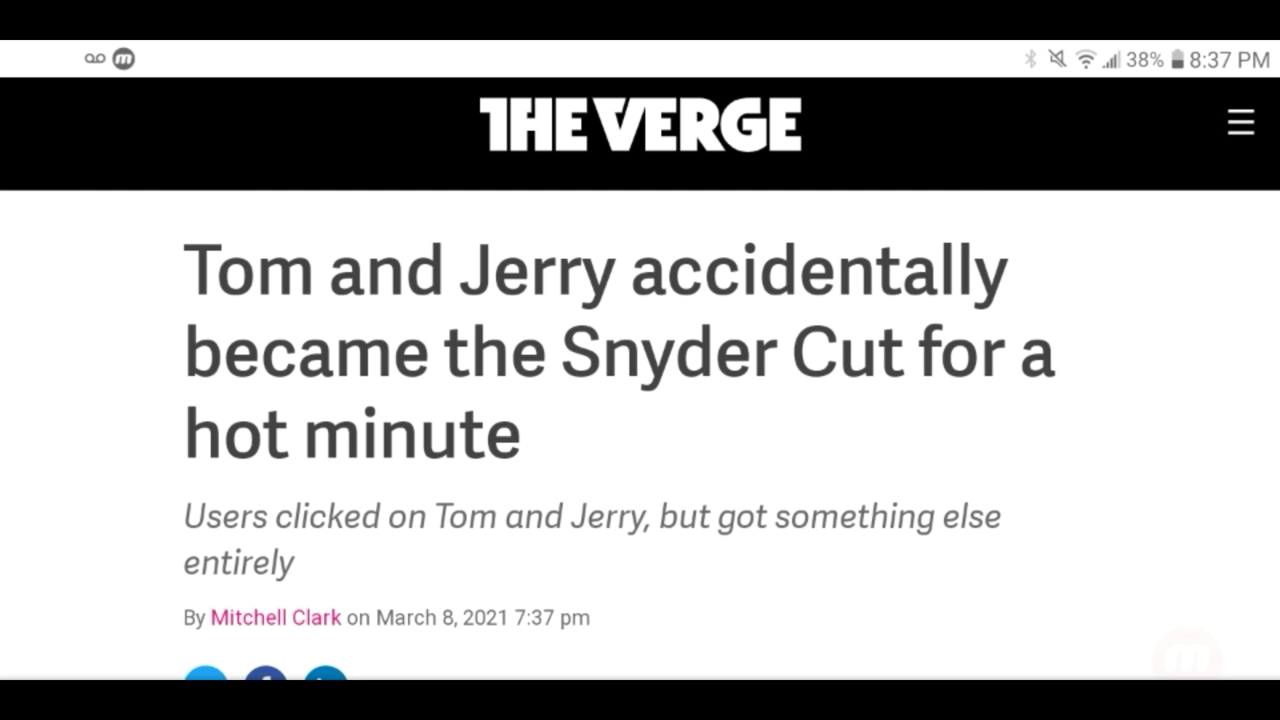 38% 8:37 PM
THE VERGE
Tom and Jerry accidentally
became the Snyder Cut for a
hot minute
Users clicked on Tom and Jerry, but got something else
entirely
By Mitchell Clark on March 8, 2021 7:37 pm